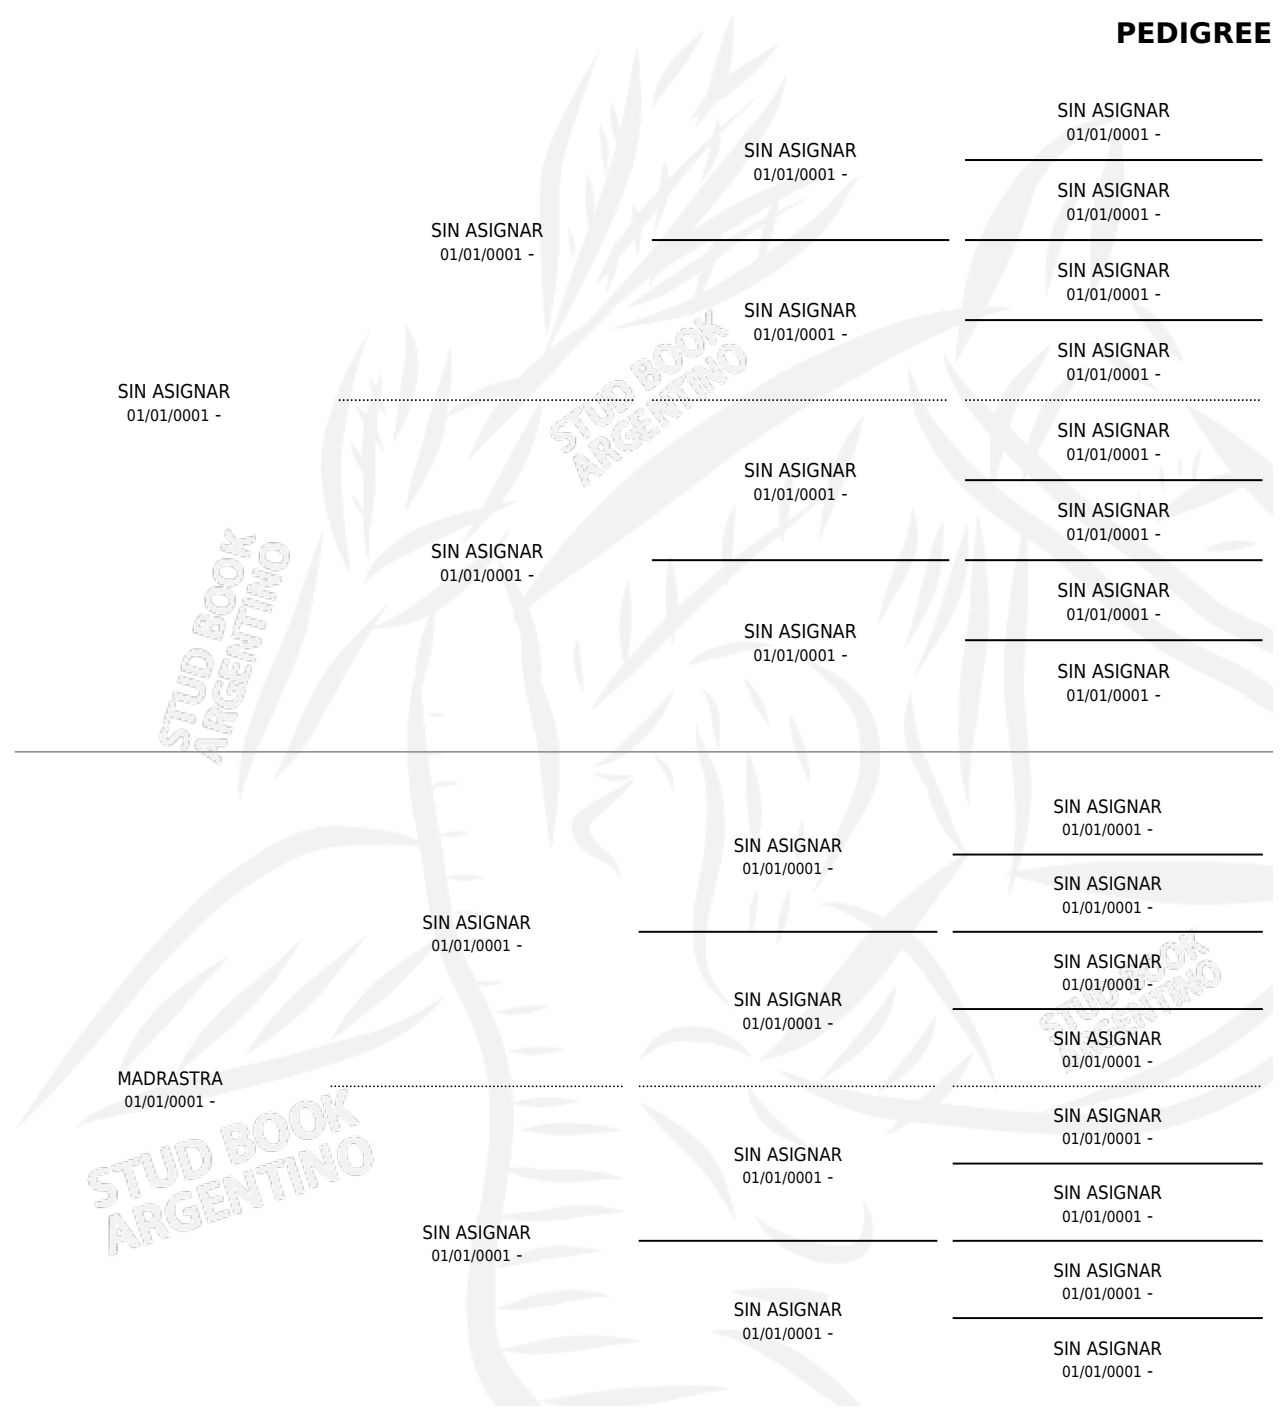 PEDIGREE
SIN ASIGNAR
01/01/0001 -
SIN ASIGNAR
01/01/0001 -
SIN ASIGNAR
01/01/0001 -
SIN ASIGNAR
01/01/0001 -
SIN ASIGNAR
01/01/0001 -
SIN ASIGNAR
01/01/0001 -
SIN ASIGNAR
01/01/0001 -
STUD BOOK
ARGENTINO
SIN ASIGNAR
01/01/0001 -
SIN ASIGNAR
01/01/0001 -
SIN ASIGNAR
01/01/0001 -
SIN ASIGNAR
01/01/0001 -
SIN ASIGNAR
01/01/0001 -
STUD BOOK
ARGENTINO
SIN ASIGNAR
01/01/0001 -
SIN ASIGNAR
01/01/0001 -
SIN ASIGNAR
01/01/0001 -
SIN ASIGNAR
01/01/0001 -
SIN ASIGNAR
01/01/0001 -
SIN ASIGNAR
01/01/0001 -
SIN ASIGNAR
01/01/0001 -
SIN ASIGNAR
01/01/0001 -
SIN ASIGNAR
01/01/0001 -
STUD BOOK
ARGENTINO
SIN ASIGNAR
01/01/0001 -
SIN ASIGNAR
01/01/0001 -
MADRASTRA
01/01/0001 -
STUD BOOK
ARGENTINO
SIN ASIGNAR
01/01/0001 -
SIN ASIGNAR
01/01/0001 -
SIN ASIGNAR
01/01/0001 -
SIN ASIGNAR
01/01/0001 -
SIN ASIGNAR
01/01/0001 -
SIN ASIGNAR
01/01/0001 -
SIN ASIGNAR
01/01/0001 -